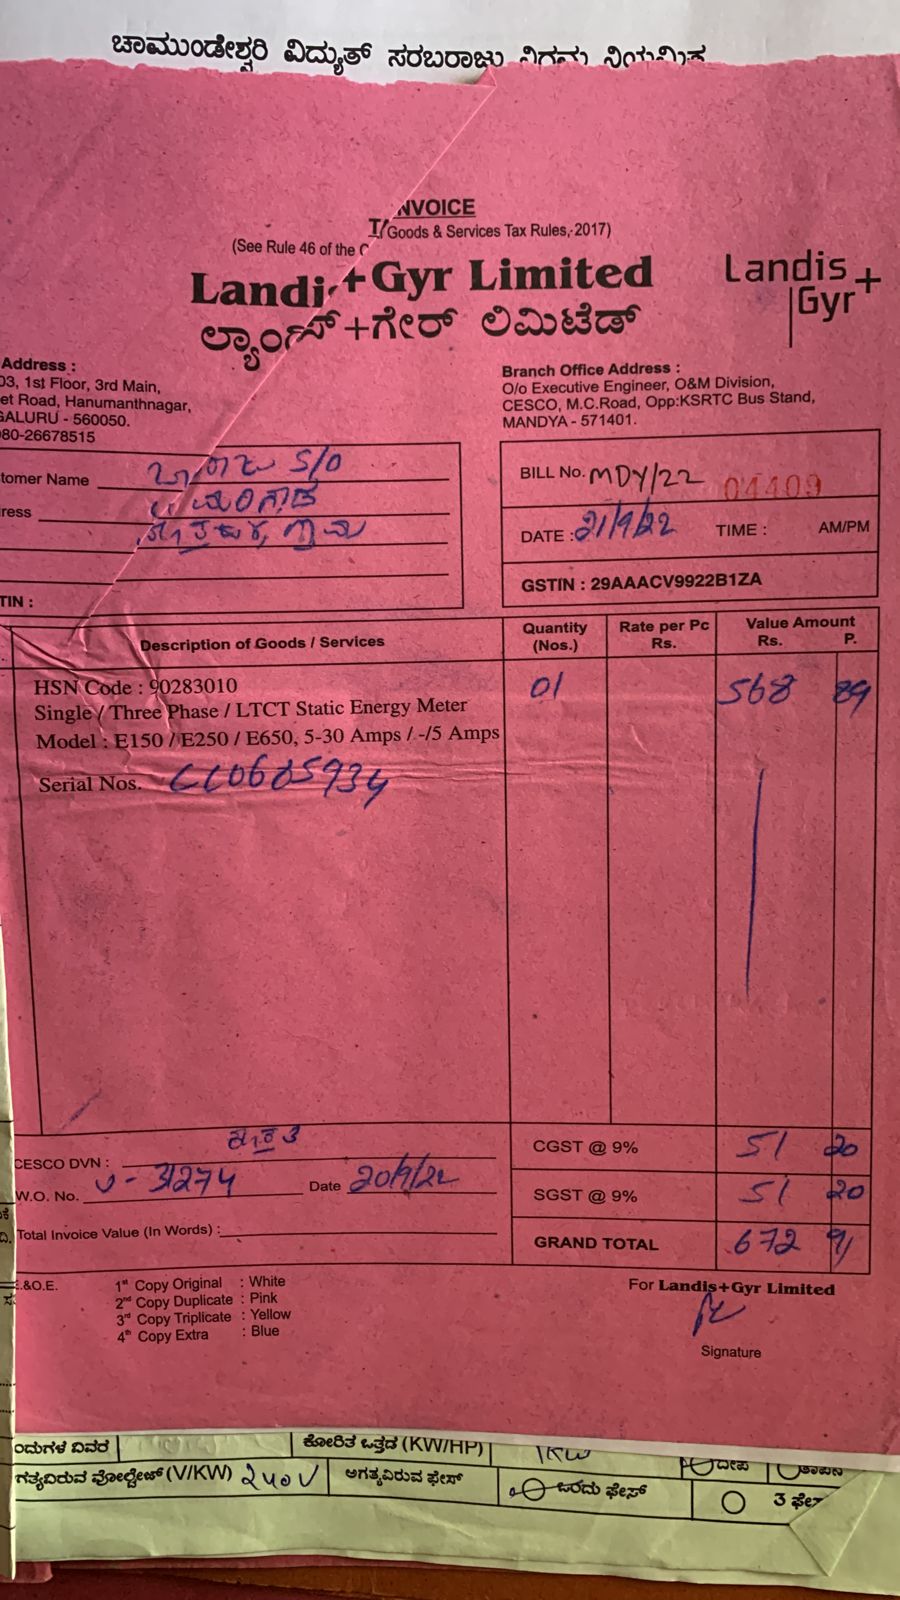 ಚಾಮುಂಡೇಶ್ವರಿ ವಿದ್ಯುತ್ ಸರಬರಾಜು ನಿಗಮ ನಿಯಮಿತ
NVOICE
(See Rule 46 of the
Goods & Services Tax Rules, 2017)
Landi +Gyr Limited
Landis + Gyr
+ಗೇರ್ ಲಿಮಿಟೆಡ್
Address :
03, 1st Floor, 3rd Main,
et Road, Hanumanthnagar,
GALURU - 560050.
080-26678515
Branch Office Address :
O/o Executive Engineer, O&M Division,
CESCO, M.C.Road, Opp:KSRTC Bus Stand,
MANDYA - 571401.
tomer Name S/O
ress
TIN :
BILL No. MDY/22 04409
DATE : 21/9/22 TIME : AM/PM
GSTIN : 29AAACV9922B1ZA
Description of Goods / Services Quantity (Nos.) Rate per Pc Rs. Value Amount Rs. P.
HSN Code : 90283010 01 568 89
Single / Three Phase / LTCT Static Energy Meter
Model : E150 / E250 / E650, 5-30 Amps / -/5 Amps
Serial Nos.
CESCO DVN :
W.O. No. Date 20/9/22
Total Invoice Value (In Words) :
CGST @ 9% 51 20
SGST @ 9% 51 20
GRAND TOTAL 672 91
.&O.E.
1st Copy Original : White
2nd Copy Duplicate : Pink
3rd Copy Triplicate : Yellow
4th Copy Extra : Blue
For Landis+Gyr Limited
Signature
ಂದುಗಳ ವಿವರ ಕೋರಿತ ಒತ್ತಡ (KW/HP) 1KW ದೀಪ
ಗತ್ಯವಿರುವ ವೋಲ್ಟೇಜ್ (V/KW) ೨೪೦ V ಅಗತ್ಯವಿರುವ ಫೇಸ್ ಒಂದು ಫೇಸ್ 3 ಫೇ